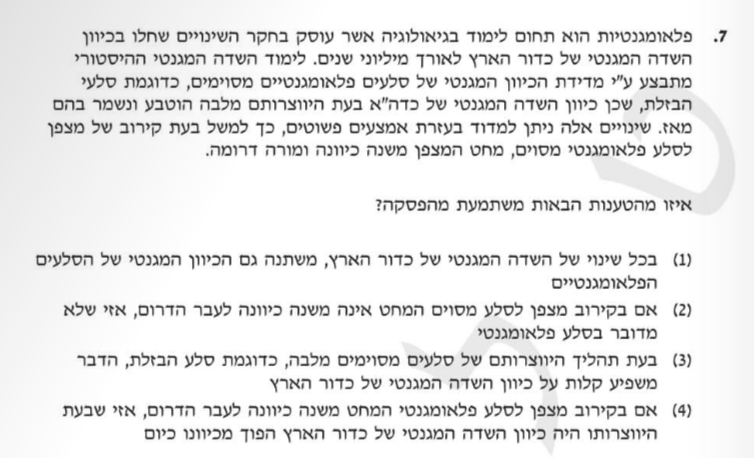 7. פלאומגנטיות הוא תחום לימוד בגיאולוגיה אשר עוסק בחקר השינויים שחלו בכיוון
השדה המגנטי של כדור הארץ לאורך מיליוני שנים. לימוד השדה המגנטי ההיסטורי
מתבצע ע"י מדידת הכיוון המגנטי של סלעים פלאומגנטיים מסוימים, כדוגמת סלעי
הבזלת, שכן כיוון השדה המגנטי של כדה"א בעת היווצרותם מלבה הוטבע ונשמר בהם
מאז. שינויים אלה ניתן למדוד בעזרת אמצעים פשוטים, כך למשל בעת קירוב של מצפן
לסלע פלאומגנטי מסוים, מחט המצפן משנה כיוונה ומורה דרומה.
איזו מהטענות הבאות משתמעת מהפסקה?
(1) בכל שינוי של השדה המגנטי של כדור הארץ, משתנה גם הכיוון המגנטי של הסלעים
הפלאומגנטיים
(2) אם בקירוב מצפן לסלע מסוים המחט אינה משנה כיוונה לעבר הדרום, אזי שלא
מדובר בסלע פלאומגנטי
(3) בעת תהליך היווצרותם של סלעים מסוימים מלבה, כדוגמת סלע הבזלת, הדבר
משפיע קלות על כיוון השדה המגנטי של כדור הארץ
(4) אם בקירוב מצפן לסלע פלאומגנטי המחט משנה כיוונה לעבר הדרום, אזי שבעת
היווצרותו היה כיוון השדה המגנטי של כדור הארץ הפוך מכיוונו כיום